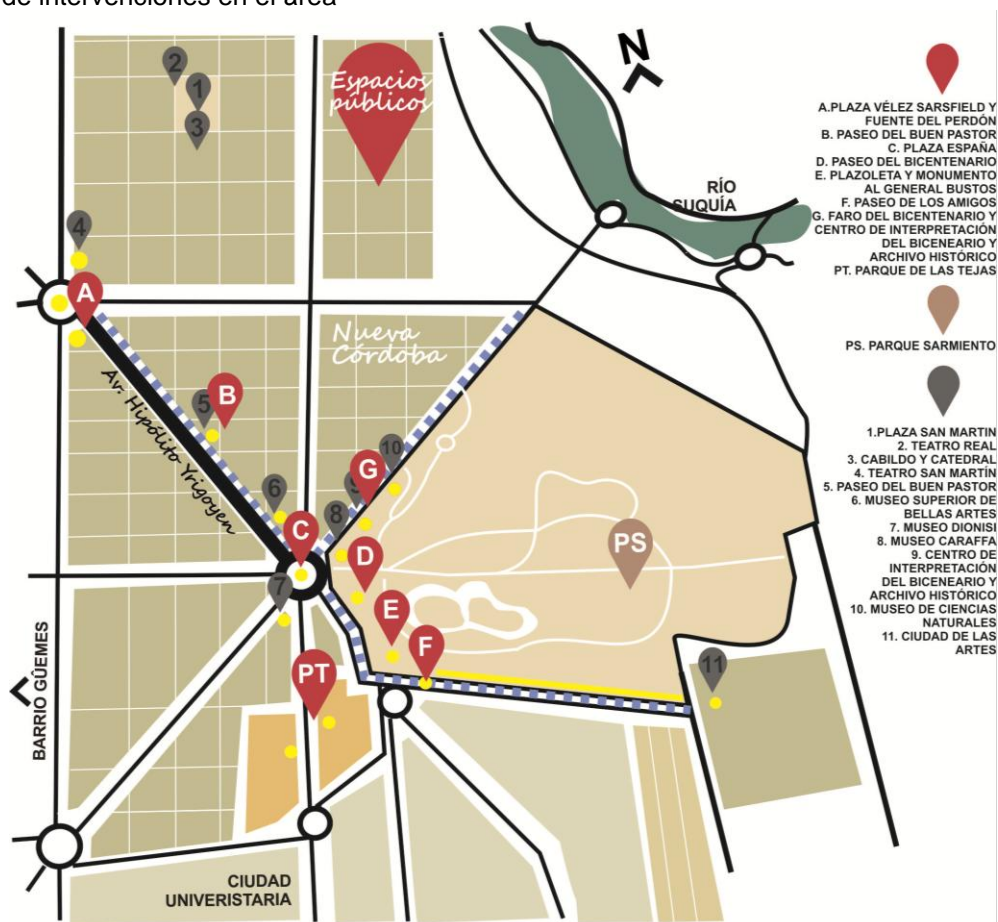 de intervenciones en el área
N
Espacios
públicos
RÍO
SUQUÍA
2
1
3
4
A
Nueva
Córdoba
Av. Hipólito Yrigoyen
5
B
6
10
G
9
8
C
D
PS
7
E
F
PT
11
BARRIO GÜEMES
CIUDAD
UNIVERISTARIA
A.PLAZA VÉLEZ SARSFIELD Y
FUENTE DEL PERDÓN
B. PASEO DEL BUEN PASTOR
C. PLAZA ESPAÑA
D. PASEO DEL BICENTENARIO
E. PLAZOLETA Y MONUMENTO
AL GENERAL BUSTOS
F. PASEO DE LOS AMIGOS
G. FARO DEL BICENTENARIO Y
CENTRO DE INTERPRETACIÓN
DEL BICENEARIO Y
ARCHIVO HISTÓRICO
PT. PARQUE DE LAS TEJAS
PS. PARQUE SARMIENTO
1.PLAZA SAN MARTIN
2. TEATRO REAL
3. CABILDO Y CATEDRAL
4. TEATRO SAN MARTÍN
5. PASEO DEL BUEN PASTOR
6. MUSEO SUPERIOR DE
BELLAS ARTES
7. MUSEO DIONISI
8. MUSEO CARAFFA
9. CENTRO DE
INTERPRETACIÓN
DEL BICENEARIO Y
ARCHIVO HISTÓRICO
10. MUSEO DE CIENCIAS
NATURALES
11. CIUDAD DE LAS
ARTES